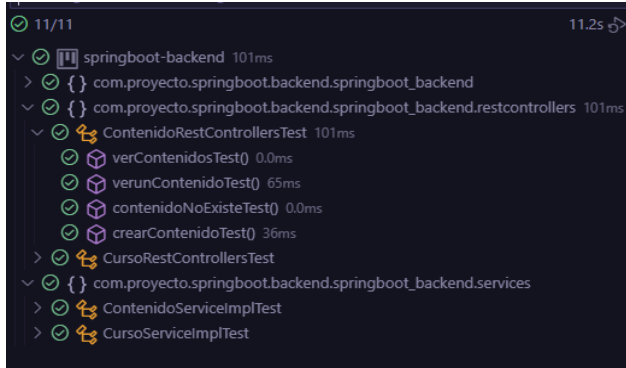 11/11 11.2s
springboot-backend 101ms
{ } com.proyecto.springboot.backend.springboot_backend
{ } com.proyecto.springboot.backend.springboot_backend.restcontrollers 101ms
ContenidoRestControllersTest 101ms
verContenidosTest() 0.0ms
verunContenidoTest() 65ms
contenidoNoExisteTest() 0.0ms
crearContenidoTest() 36ms
CursoRestControllersTest
{ } com.proyecto.springboot.backend.springboot_backend.services
ContenidoServiceImplTest
CursoServiceImplTest